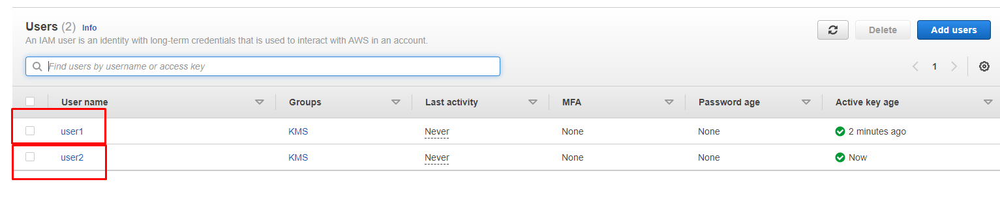 Users (2) Info
An IAM user is an identity with long-term credentials that is used to interact with AWS in an account.
Delete
Add users
Find users by username or access key
1
User name Groups Last activity MFA Password age Active key age
user1 KMS Never None None 2 minutes ago
user2 KMS Never None None Now